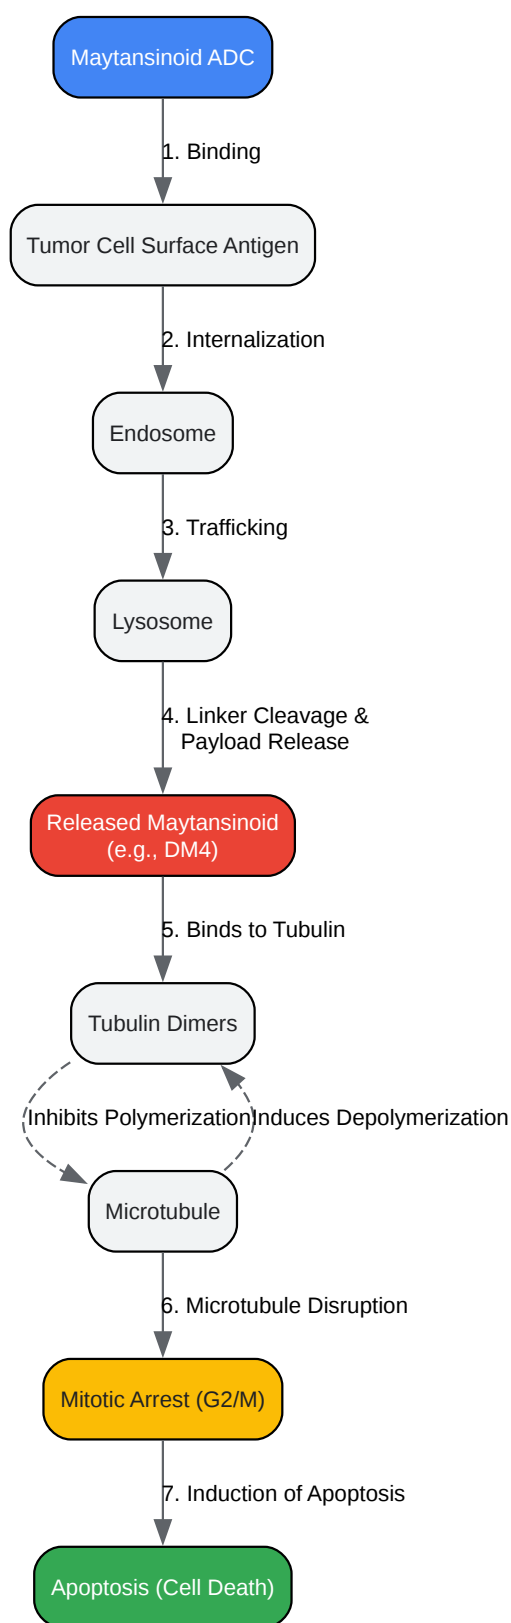 Maytansinoid ADC
1. Binding
Tumor Cell Surface Antigen
2. Internalization
Endosome
3. Trafficking
Lysosome
4. Linker Cleavage &
Payload Release
Released Maytansinoid
(e.g., DM4)
5. Binds to Tubulin
Tubulin Dimers
Inhibits Polymerization
Induces Depolymerization
Microtubule
6. Microtubule Disruption
Mitotic Arrest (G2/M)
7. Induction of Apoptosis
Apoptosis (Cell Death)